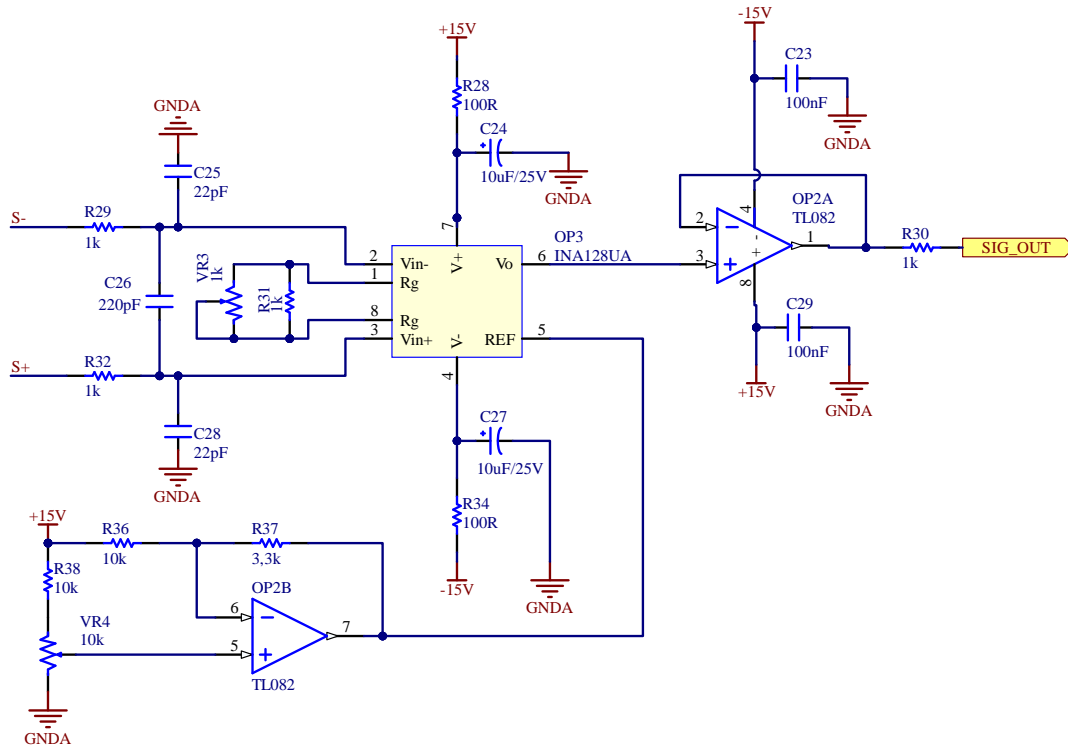 -15V
C23
100nF
GNDA
+15V
R28
100R
C24
+
10uF/25V
GNDA
GNDA
C25
22pF
S-
R29
1k
C26
220pF
VR3
1k
R31
1k
7
V+
2
Vin-
1
Rg
8
Rg
3
Vin+
Vo
6
REF
5
V-
4
OP3
INA128UA
4
OP2A
TL082
2
-
3
+
-
+
1
8
R30
1k
SIG_OUT
C29
100nF
+15V
GNDA
S+
R32
1k
C28
22pF
GNDA
C27
+
10uF/25V
R34
100R
-15V
GNDA
+15V
R36
10k
R37
3,3k
R38
10k
OP2B
VR4
10k
6
-
5
+
7
TL082
GNDA